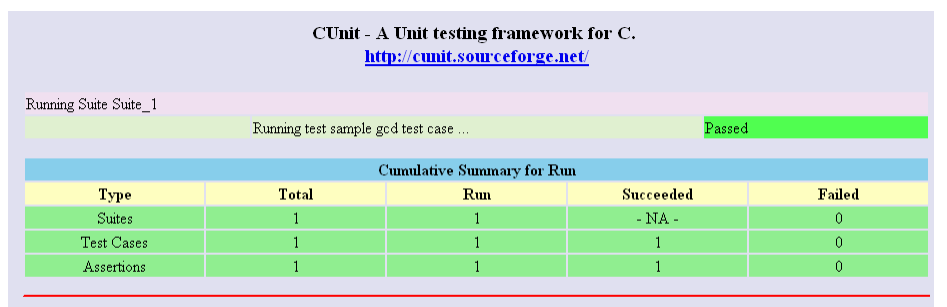 CUnit - A Unit testing framework for C.
http://cunit.sourceforge.net/
Running Suite Suite_1
Running test sample gcd test case ... Passed
Cumulative Summary for Run
Type Total Run Succeeded Failed
Suites 1 1 - NA - 0
Test Cases 1 1 1 0
Assertions 1 1 1 0